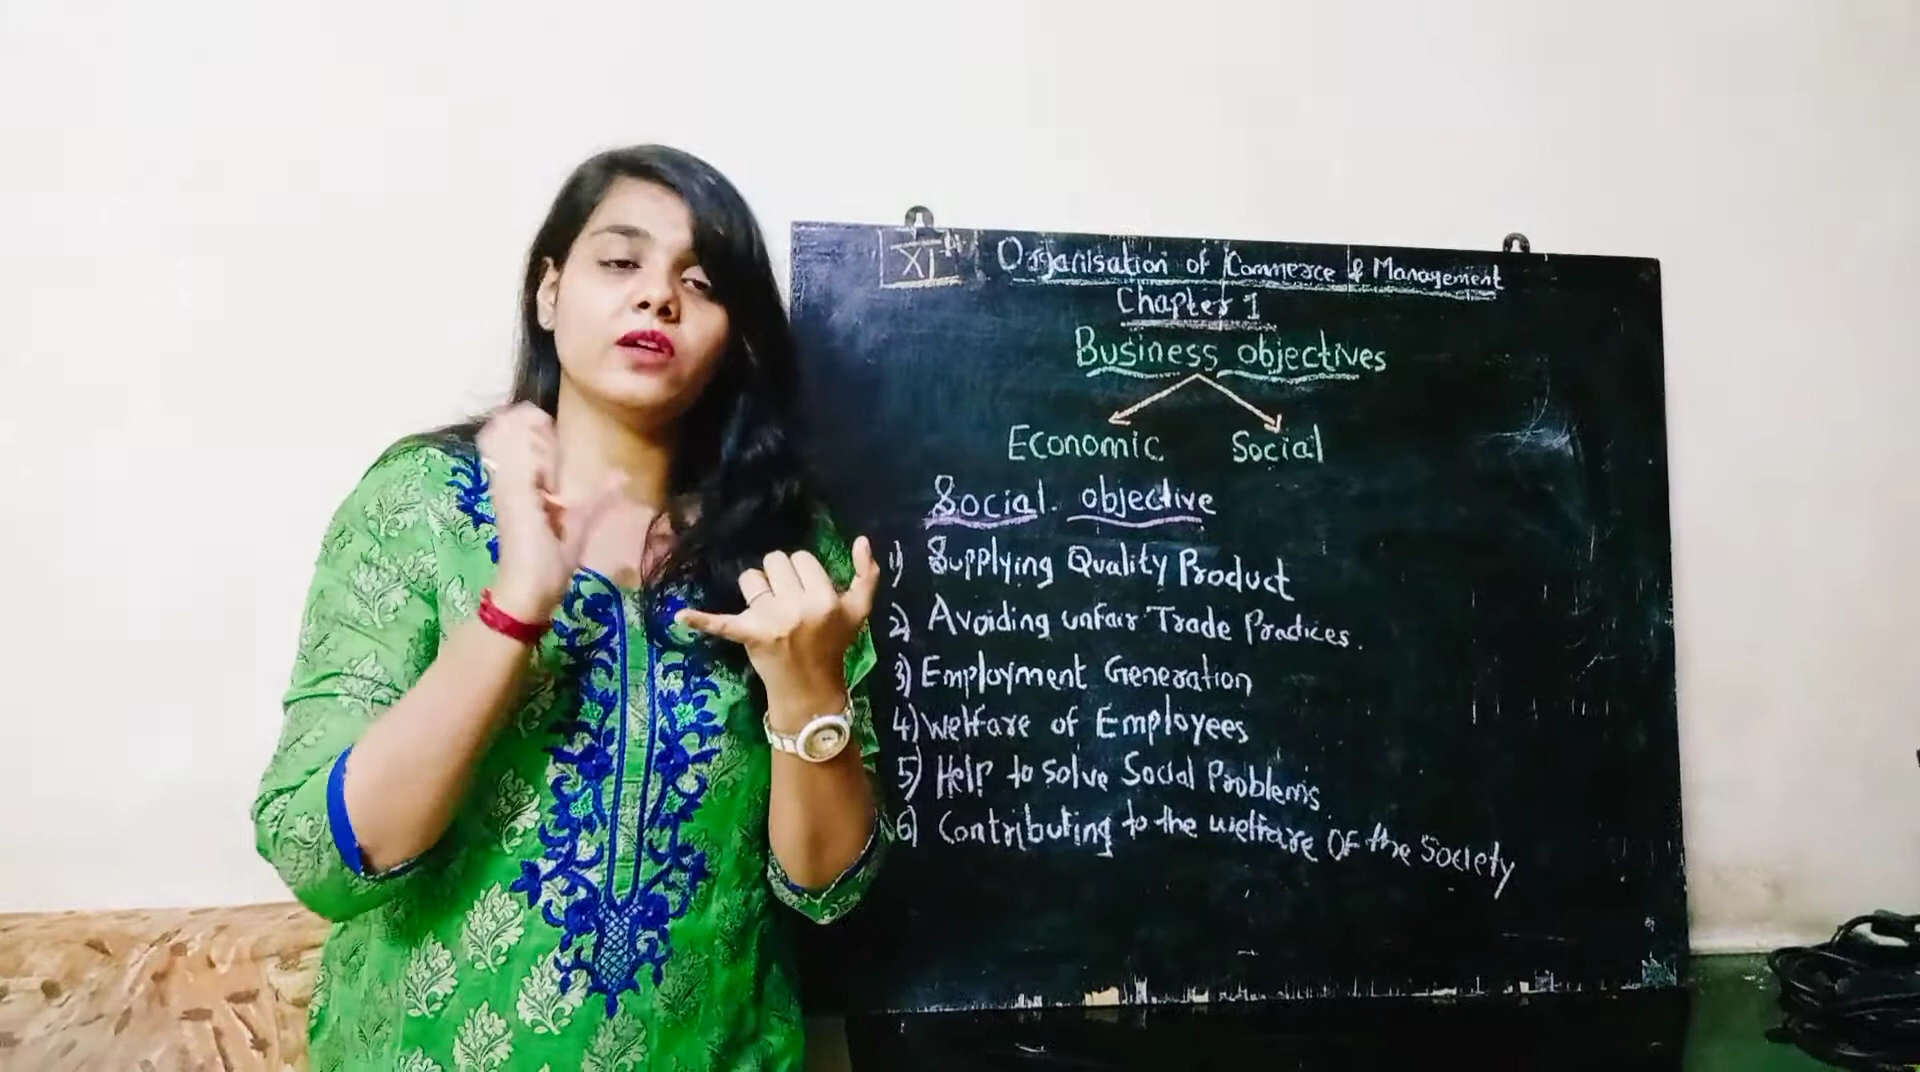 XIth Organisation of Commerce & Management
Chapter 1
Business objectives
Economic Social
Social objective
1) Supplying Quality Product
2) Avoiding unfair Trade Practices.
3) Employment Generation
4) Welfare of Employees
5) Help to solve Social Problems.
6) Contributing to the welfare of the Society